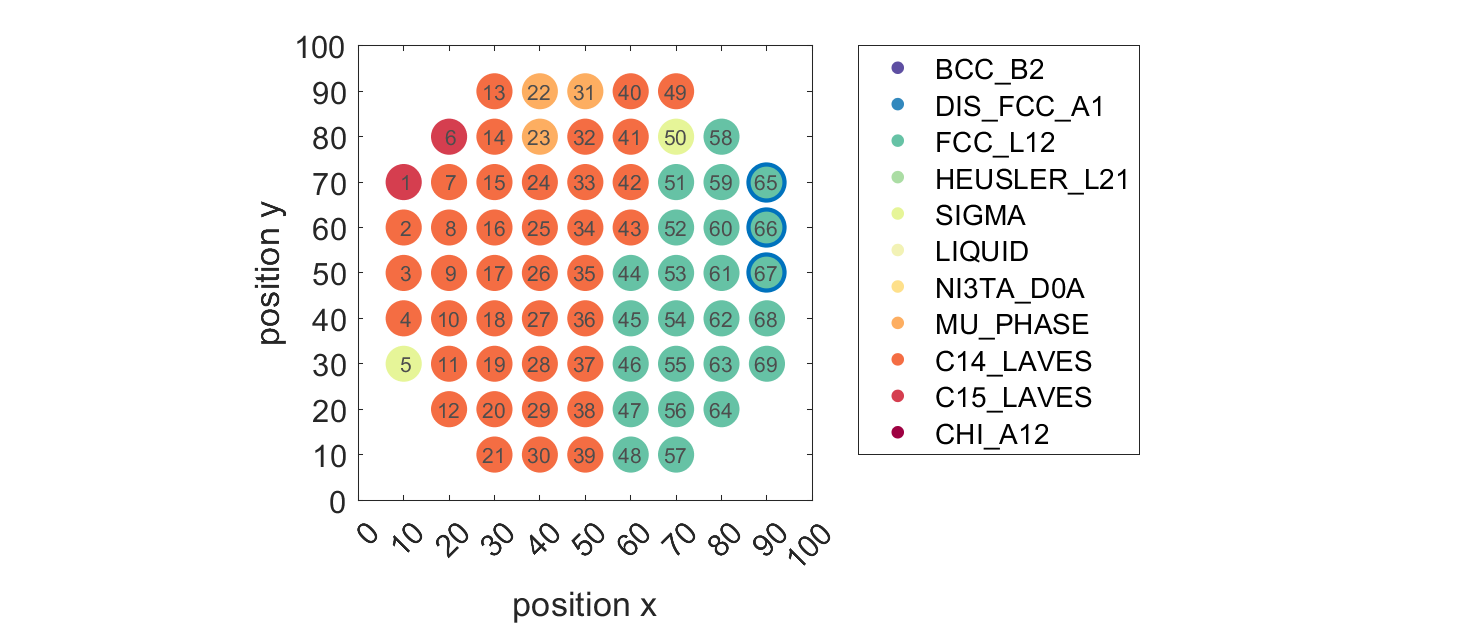 100
90
80
70
60
50
40
30
20
10
0
position y
13 22 31 40 49
6 14 23 32 41 50 58
1 7 15 24 33 42 51 59 65
2 8 16 25 34 43 52 60 66
3 9 17 26 35 44 53 61 67
4 10 18 27 36 45 54 62 68
5 11 19 28 37 46 55 63 69
12 20 29 38 47 56 64
21 30 39 48 57
0 10 20 30 40 50 60 70 80 90 100
position x
BCC_B2
DIS_FCC_A1
FCC_L12
HEUSLER_L21
SIGMA
LIQUID
NI3TA_D0A
MU_PHASE
C14_LAVES
C15_LAVES
CHI_A12